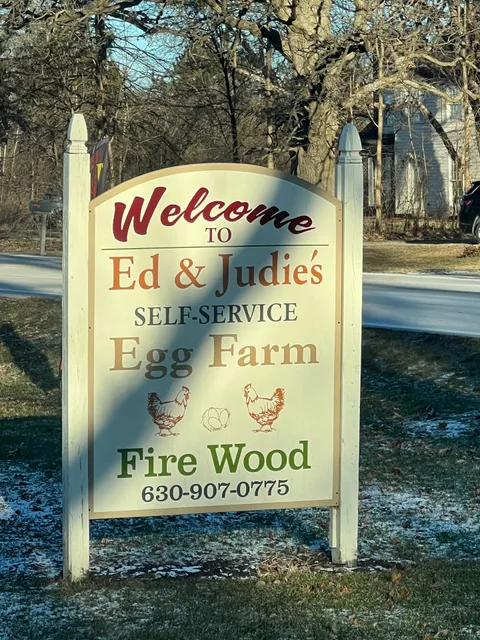 Welcome
TO
Ed & Judie's
SELF-SERVICE
Egg Farm
Fire Wood
630-907-0775